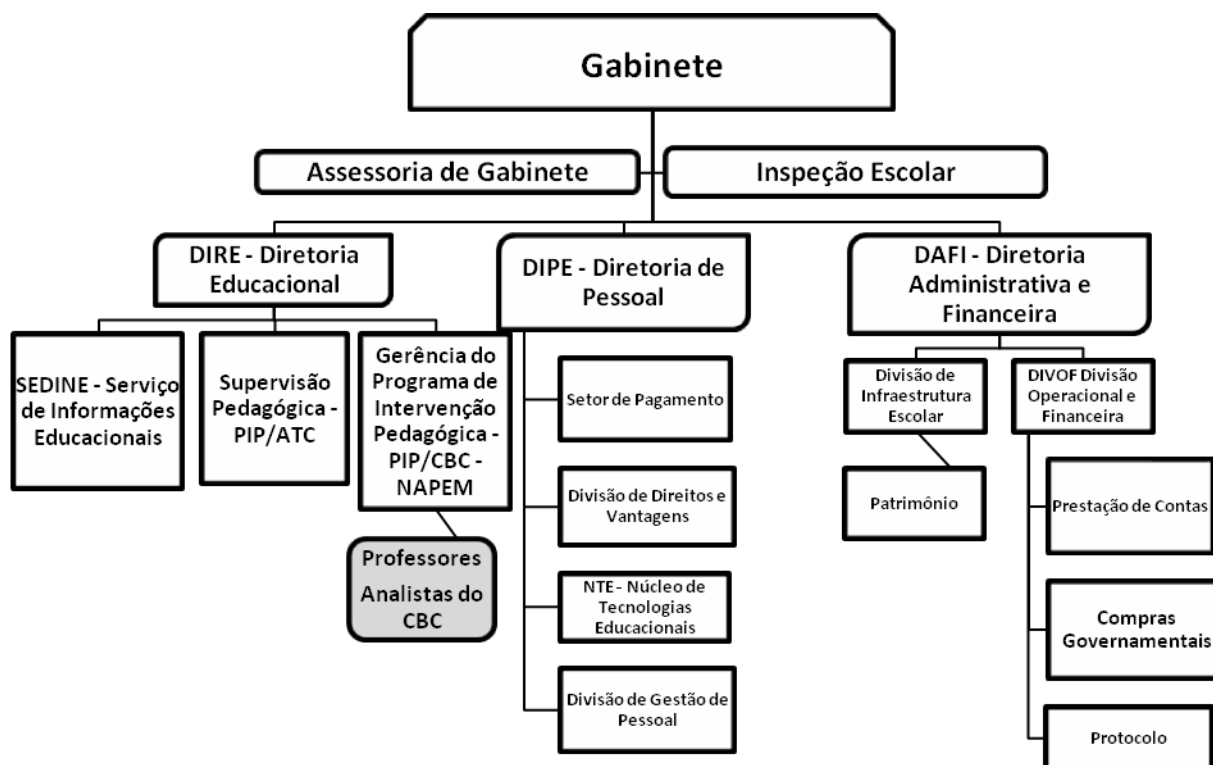 Gabinete
Assessoria de Gabinete
Inspeção Escolar
DIRE - Diretoria
Educacional
DIPE - Diretoria de
Pessoal
DAFI - Diretoria
Administrativa e
Financeira
SEDINE - Serviço
de Informações
Educacionais
Supervisão
Pedagógica -
PIP/ATC
Gerência do
Programa de
Intervenção
Pedagógica -
PIP/CBC -
NAPEM
Professores
Analistas do
CBC
Setor de Pagamento
Divisão de Direitos e
Vantagens
NTE - Núcleo de
Tecnologias
Educacionais
Divisão de Gestão de
Pessoal
Divisão de
Infraestrutura
Escolar
Patrimônio
DIVOF Divisão
Operacional e
Financeira
Prestação de Contas
Compras
Governamentais
Protocolo